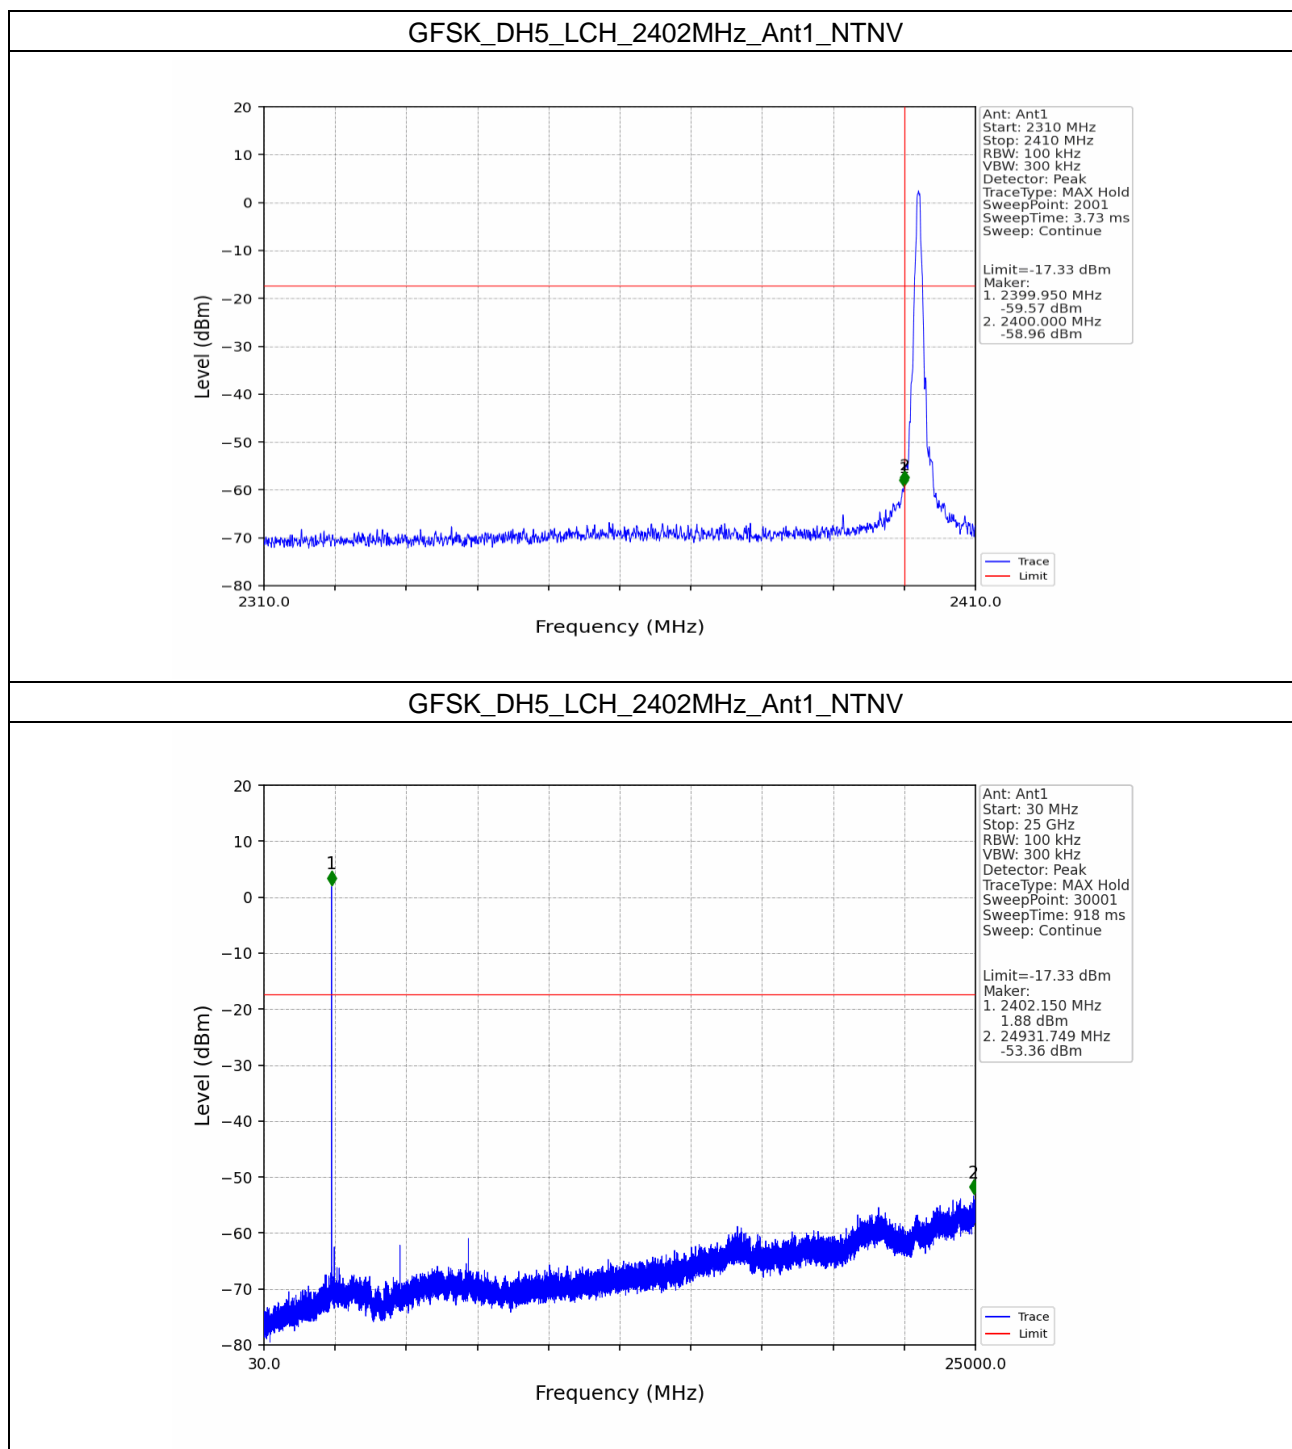 GFSK_DH5_LCH_2402MHz_Ant1_NTNV
20
10
0
−10
−20
−30
−40
−50
−60
−70
−80
Level (dBm)
2310.0
2410.0
Frequency (MHz)
2
Ant: Ant1
Start: 2310 MHz
Stop: 2410 MHz
RBW: 100 kHz
VBW: 300 kHz
Detector: Peak
TraceType: MAX Hold
SweepPoint: 2001
SweepTime: 3.73 ms
Sweep: Continue
Limit=-17.33 dBm
Maker:
1. 2399.950 MHz
-59.57 dBm
2. 2400.000 MHz
-58.96 dBm
Trace
Limit
GFSK_DH5_LCH_2402MHz_Ant1_NTNV
20
10
0
−10
−20
−30
−40
−50
−60
−70
−80
Level (dBm)
30.0
25000.0
Frequency (MHz)
1
2
Ant: Ant1
Start: 30 MHz
Stop: 25 GHz
RBW: 100 kHz
VBW: 300 kHz
Detector: Peak
TraceType: MAX Hold
SweepPoint: 30001
SweepTime: 918 ms
Sweep: Continue
Limit=-17.33 dBm
Maker:
1. 2402.150 MHz
1.88 dBm
2. 24931.749 MHz
-53.36 dBm
Trace
Limit